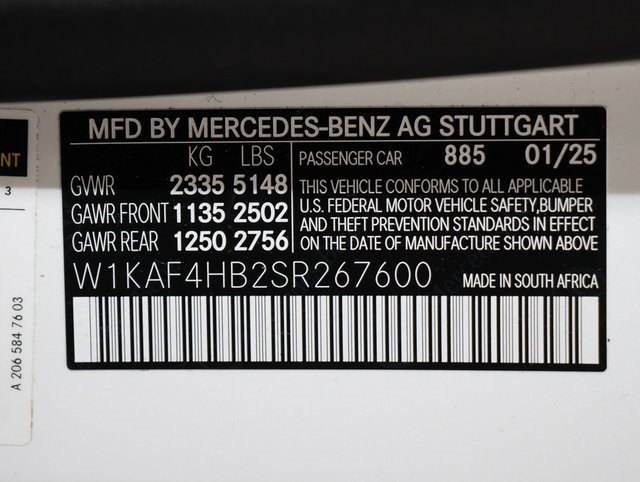 MFD BY MERCEDES-BENZ AG STUTTGART
KG LBS
GVWR 2335 5148
GAWR FRONT 1135 2502
GAWR REAR 1250 2756
PASSENGER CAR 885 01/25
THIS VEHICLE CONFORMS TO ALL APPLICABLE
U.S. FEDERAL MOTOR VEHICLE SAFETY,BUMPER
AND THEFT PREVENTION STANDARDS IN EFFECT
ON THE DATE OF MANUFACTURE SHOWN ABOVE
W1KAF4HB2SR267600 MADE IN SOUTH AFRICA
NT
3
A 206 584 76 03